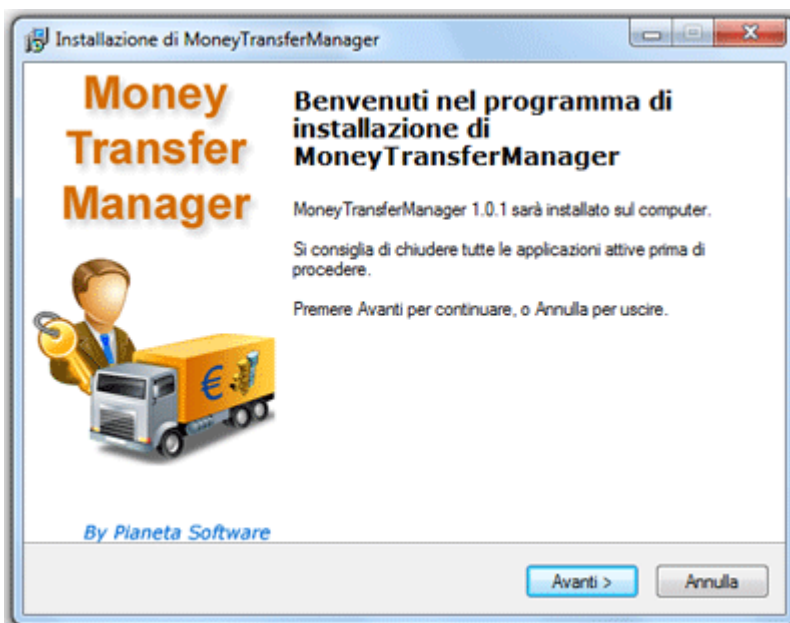 Installazione di MoneyTransferManager
Money
Transfer
Manager
Benvenuti nel programma di
installazione di
MoneyTransferManager
MoneyTransferManager 1.0.1 sarà installato sul computer.
Si consiglia di chiudere tutte le applicazioni attive prima di
procedere.
Premere Avanti per continuare, o Annulla per uscire.
€
By Pianeta Software
Avanti >
Annulla